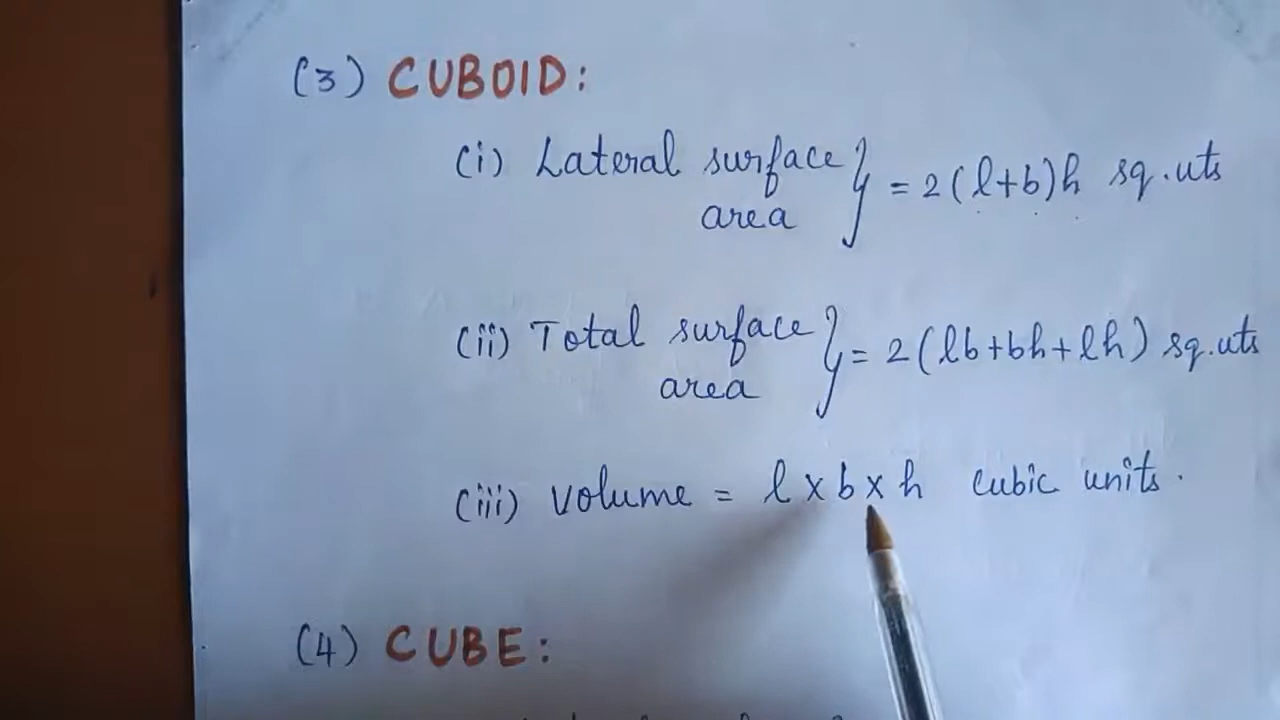 (3) CUBOID:
(i) Lateral surface area } = 2(l+b)h sq.uts
(ii) Total surface area } = 2(lb+bh+lh) sq.uts
(iii) Volume = l×b×h cubic units.
(4) CUBE: